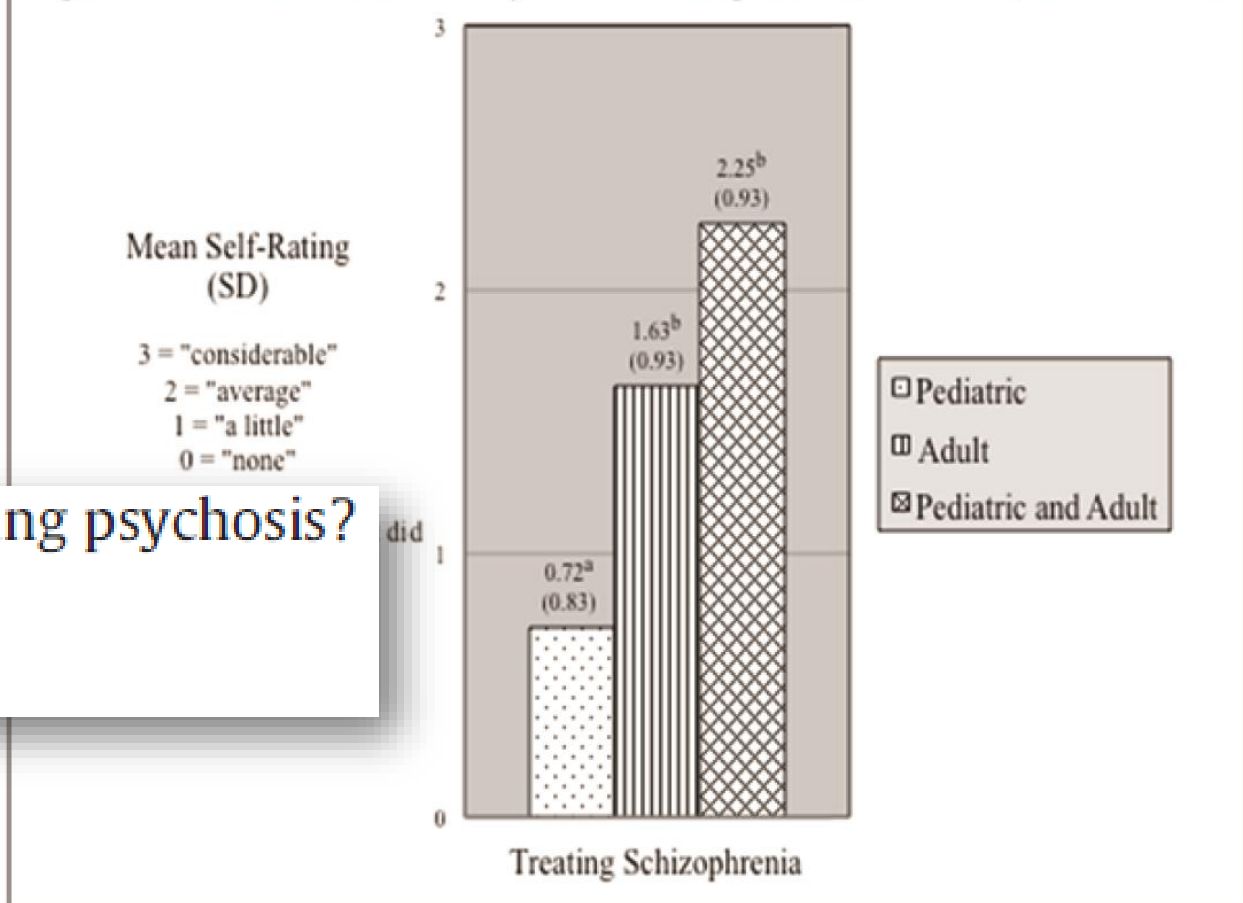 3
2.25b
(0.93)
Mean Self-Rating
(SD)
2
3 = "considerable"
2 = "average"
1 = "a little"
0 = "none"
1.63b
(0.93)
Pediatric
Adult
Pediatric and Adult
ng psychosis?
did
1
0.72a
(0.83)
0
Treating Schizophrenia